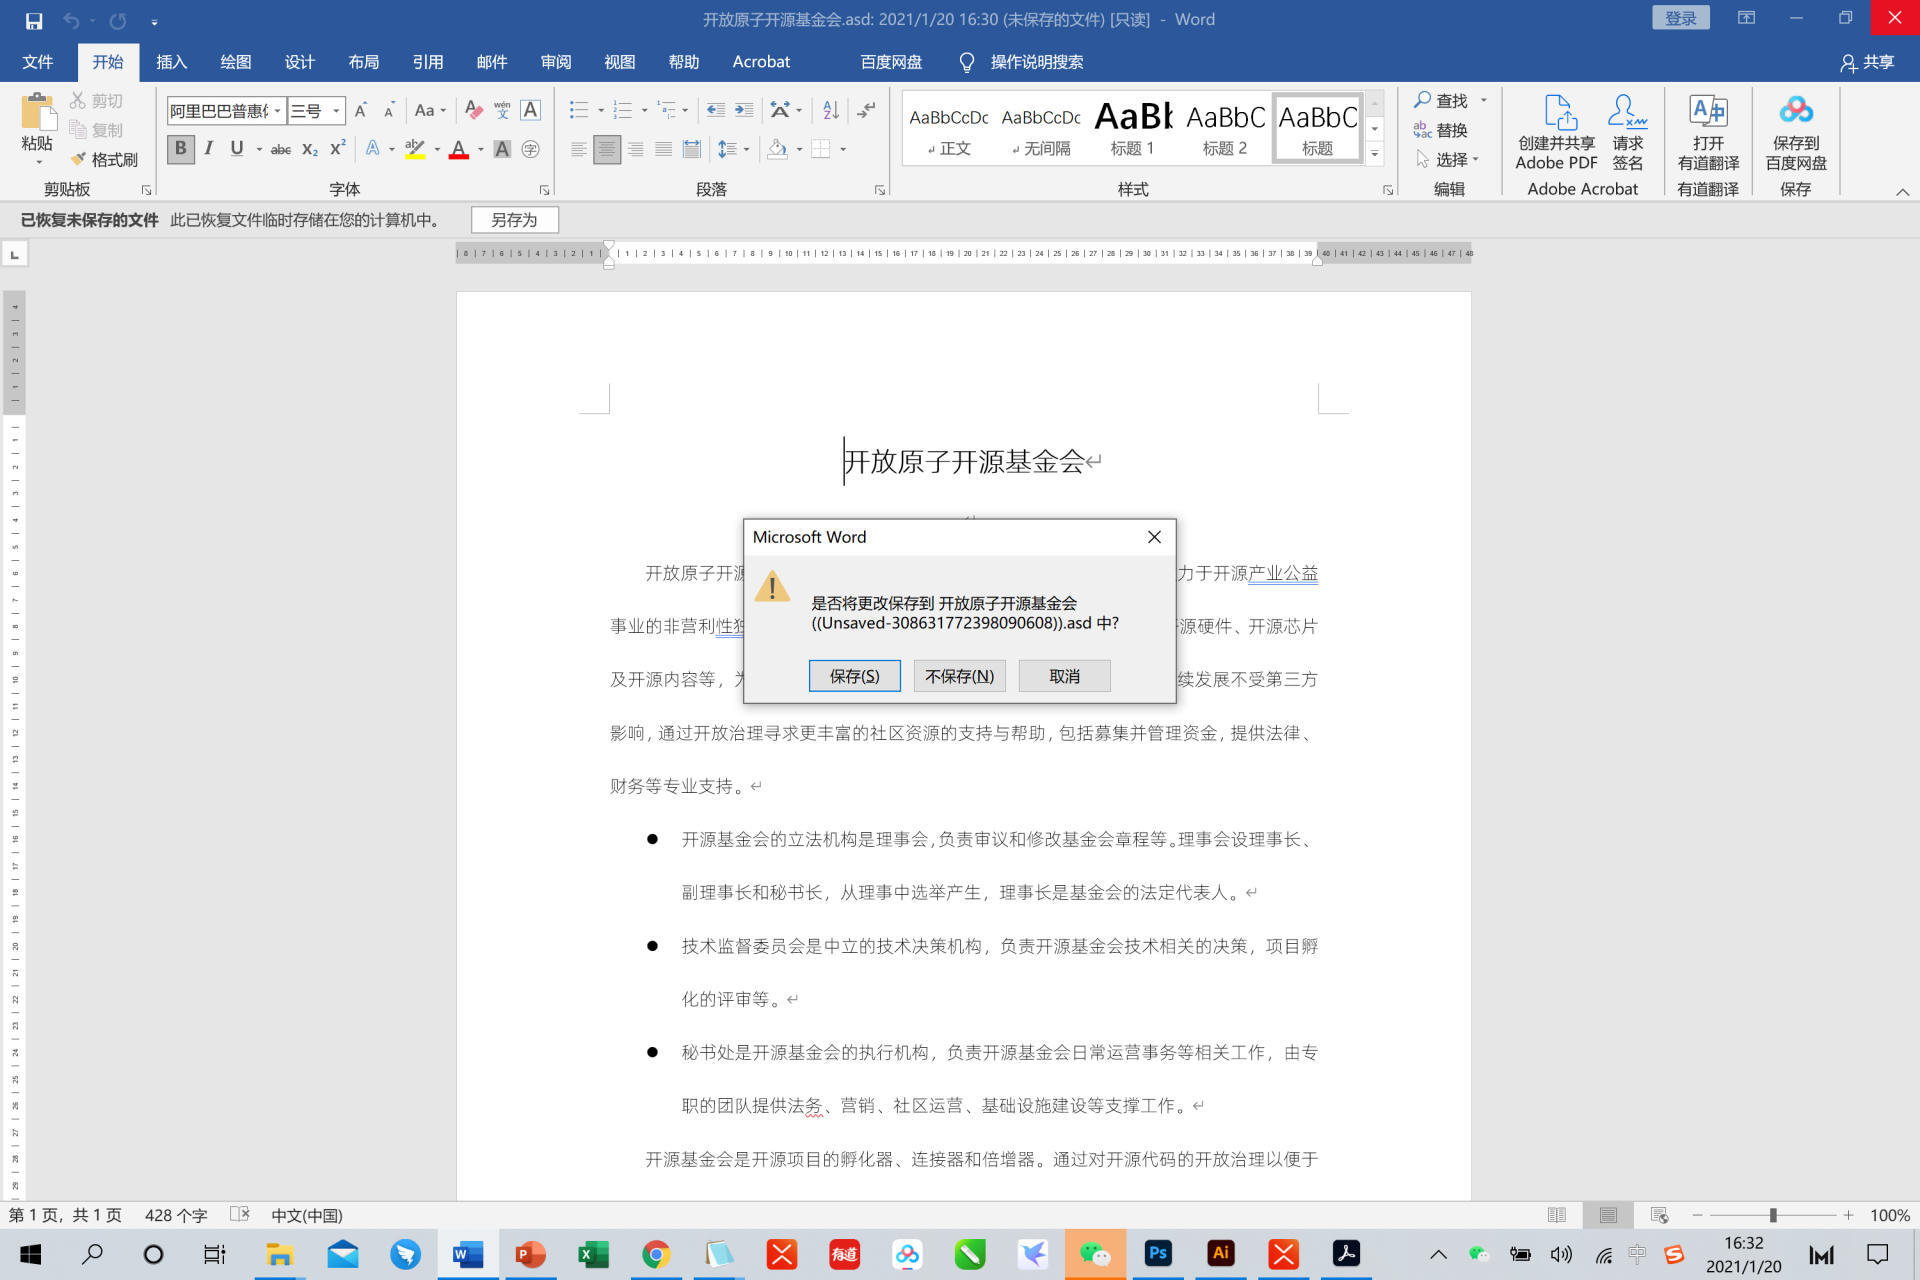 开放原子开源基金会.asd: 2021/1/20 16:30 (未保存的文件) [只读] - Word
登录
文件 开始 插入 绘图 设计 布局 引用 邮件 审阅 视图 帮助 Acrobat 百度网盘 操作说明搜索 共享
粘贴 剪切 复制 格式刷
阿里巴巴普惠 三号
AaBbCcDc AaBbCcDc AaBb AaBbC AaBbC
正文 无间隔 标题 1 标题 2 标题
查找 替换 选择
创建并共享 Adobe PDF 请求签名 打开有道翻译 保存到百度网盘
剪贴板 字体 段落 样式 编辑 Adobe Acrobat 有道翻译 保存
已恢复未保存的文件 此已恢复文件临时存储在您的计算机中。 另存为
开放原子开源基金会
Microsoft Word
是否将更改保存到 开放原子开源基金会
((Unsaved-308631772398090608)).asd 中?
保存(S) 不保存(N) 取消
开放原子开源 力于开源产业公益
事业的非营利性独 源硬件、开源芯片
及开源内容等，为 续发展不受第三方
影响，通过开放治理寻求更丰富的社区资源的支持与帮助，包括募集并管理资金，提供法律、
财务等专业支持。
● 开源基金会的立法机构是理事会，负责审议和修改基金会章程等。理事会设理事长、
副理事长和秘书长，从理事中选举产生，理事长是基金会的法定代表人。
● 技术监督委员会是中立的技术决策机构，负责开源基金会技术相关的决策，项目孵
化的评审等。
● 秘书处是开源基金会的执行机构，负责开源基金会日常运营事务等相关工作，由专
职的团队提供法务、营销、社区运营、基础设施建设等支撑工作。
开源基金会是开源项目的孵化器、连接器和倍增器。通过对开源代码的开放治理以便于
第 1 页，共 1 页 428 个字 中文(中国) 100%
16:32
2021/1/20